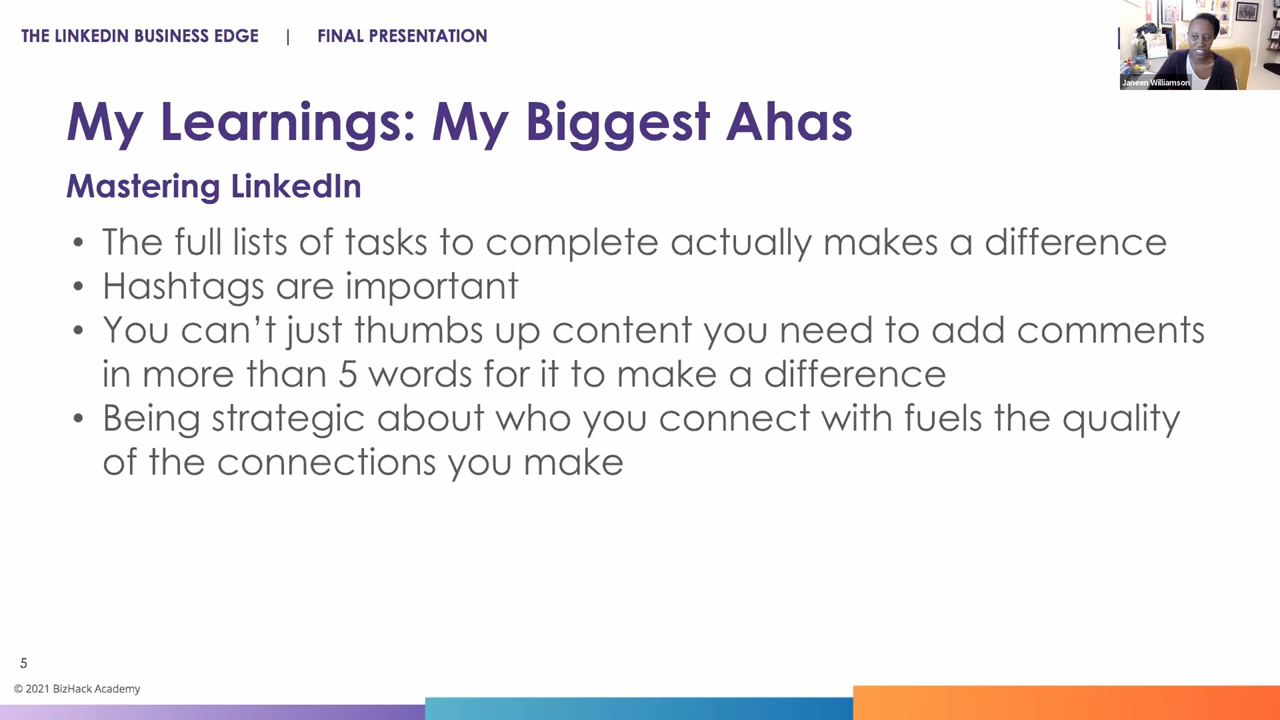 THE LINKEDIN BUSINESS EDGE | FINAL PRESENTATION
Janeen Williamson
My Learnings: My Biggest Ahas
Mastering LinkedIn
• The full lists of tasks to complete actually makes a difference
• Hashtags are important
• You can’t just thumbs up content you need to add comments
in more than 5 words for it to make a difference
• Being strategic about who you connect with fuels the quality
of the connections you make
5
© 2021 BizHack Academy